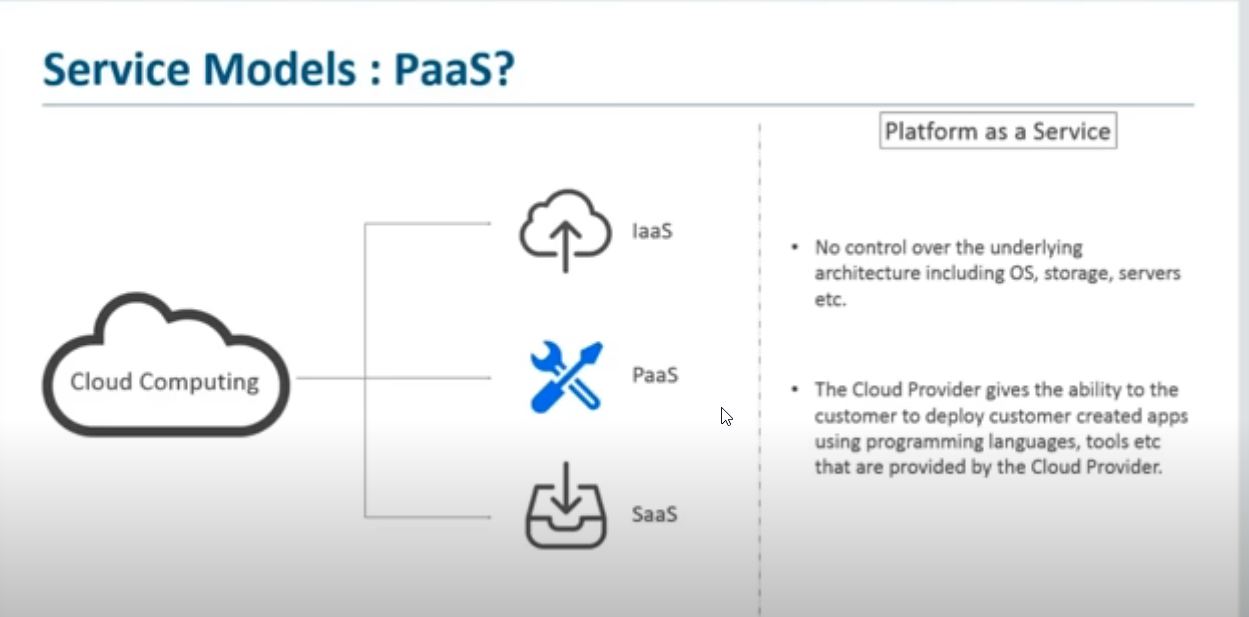 Service Models : PaaS?
Cloud Computing
IaaS
PaaS
SaaS
Platform as a Service
• No control over the underlying
architecture including OS, storage, servers
etc.
• The Cloud Provider gives the ability to the
customer to deploy customer created apps
using programming languages, tools etc
that are provided by the Cloud Provider.